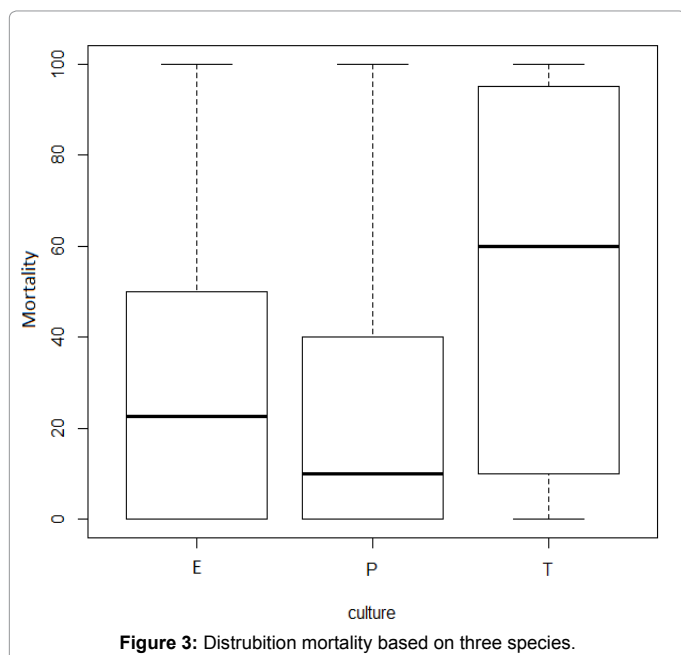 100
80
60
40
20
0
Mortality
E P T
culture
Figure 3: Distrubition mortality based on three species.